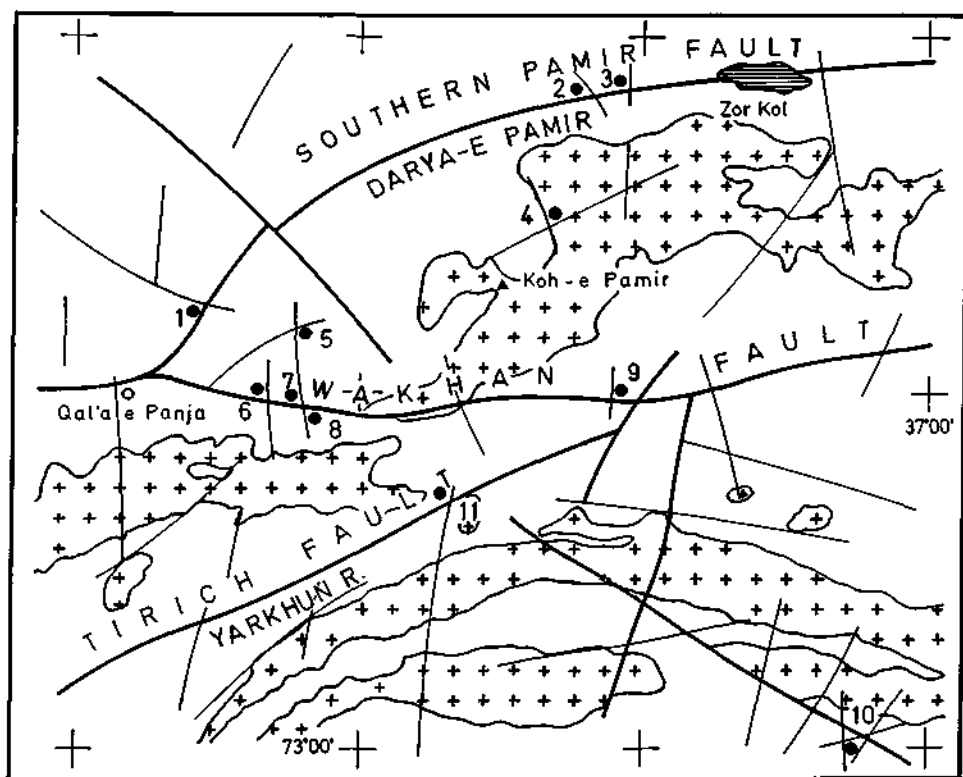 SOUTHERN PAMIR FAULT
2
3
Zor Kol
DARYA-E PAMIR
4
Koh-e Pamir
1
5
WAKHAN FAULT
6
7
8
9
Qal'a e Panja
37°00'
TIRICH FAULT
11
YARKHUN R.
10
73°00'